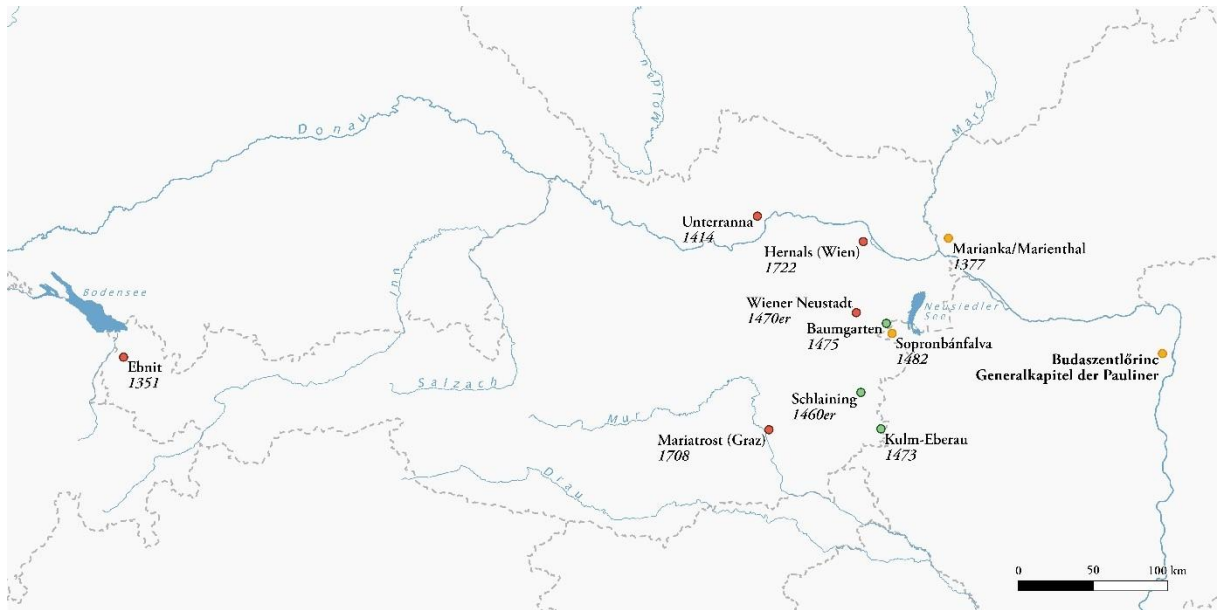 Donau
Moldau
March
Unterranna
1414
Hernals (Wien)
1722
Marianka/Marienthal
1377
Bodensee
Inn
Wiener Neustadt
1470er
Neusiedler
See
Baumgarten
1475
Sopronbánfalva
1482
Ebnit
1351
Budaszentlőrinc
Generalkapitel der Pauliner
Salzach
Schlaining
1460er
Mur
Mariatrost (Graz)
1708
Kulm-Eberau
1473
Drau
0 50 100 km